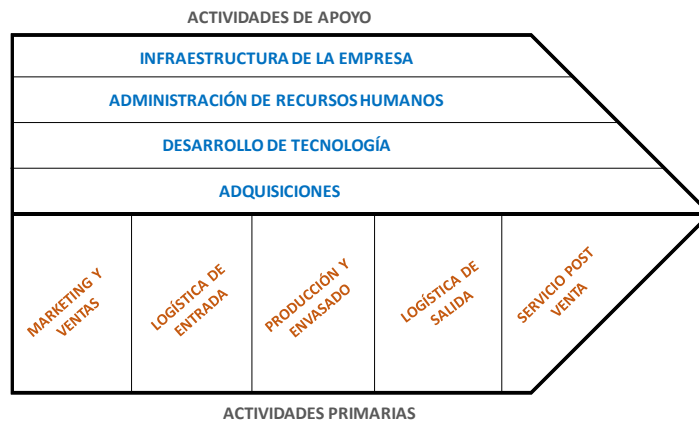 ACTIVIDADES DE APOYO
INFRAESTRUCTURA DE LA EMPRESA
ADMINISTRACIÓN DE RECURSOS HUMANOS
DESARROLLO DE TECNOLOGÍA
ADQUISICIONES
MARKETING Y
VENTAS
LOGÍSTICA DE
ENTRADA
PRODUCCIÓN Y
ENVASADO
LOGÍSTICA DE
SALIDA
SERVICIO POST
VENTA
ACTIVIDADES PRIMARIAS